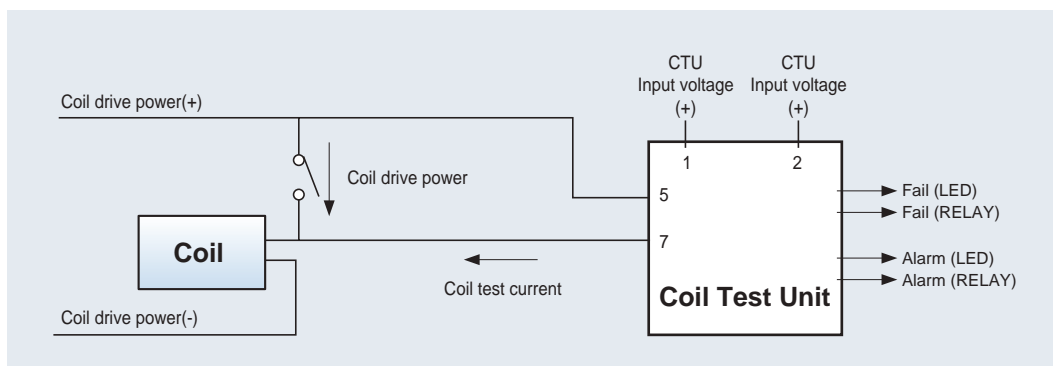 CTU
Input voltage
(+)
CTU
Input voltage
(+)
Coil drive power(+)
1
2
Coil drive power
5
Fail (LED)
Fail (RELAY)
7
Coil
Alarm (LED)
Alarm (RELAY)
Coil test current
Coil Test Unit
Coil drive power(-)